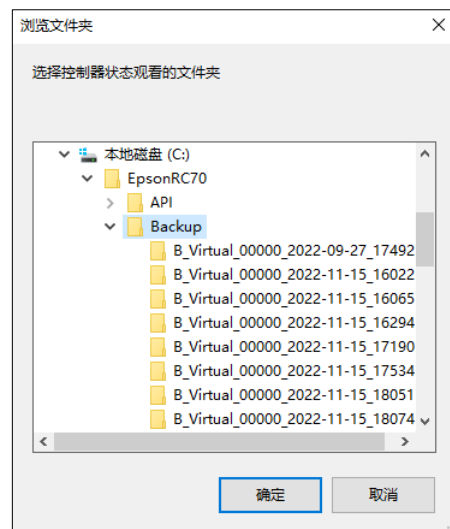 浏览文件夹
选择控制器状态观看的文件夹
本地磁盘 (C:)
EpsonRC70
API
Backup
B_Virtual_00000_2022-09-27_17492
B_Virtual_00000_2022-11-15_16022
B_Virtual_00000_2022-11-15_16065
B_Virtual_00000_2022-11-15_16294
B_Virtual_00000_2022-11-15_17190
B_Virtual_00000_2022-11-15_17534
B_Virtual_00000_2022-11-15_18051
B_Virtual_00000_2022-11-15_18074
确定 取消